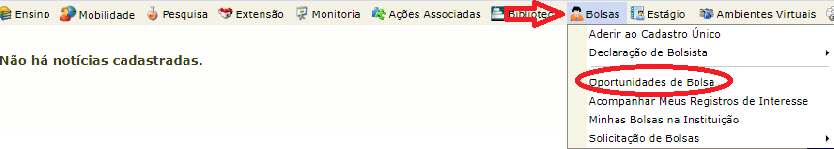 Ensino Mobilidade Pesquisa Extensão Monitoria Ações Associadas Bolsas Estágio Ambientes Virtuais
Aderir ao Cadastro Único
Declaração de Bolsista
Não há notícias cadastradas.
Oportunidades de Bolsa
Acompanhar Meus Registros de Interesse
Minhas Bolsas na Instituição
Solicitação de Bolsas